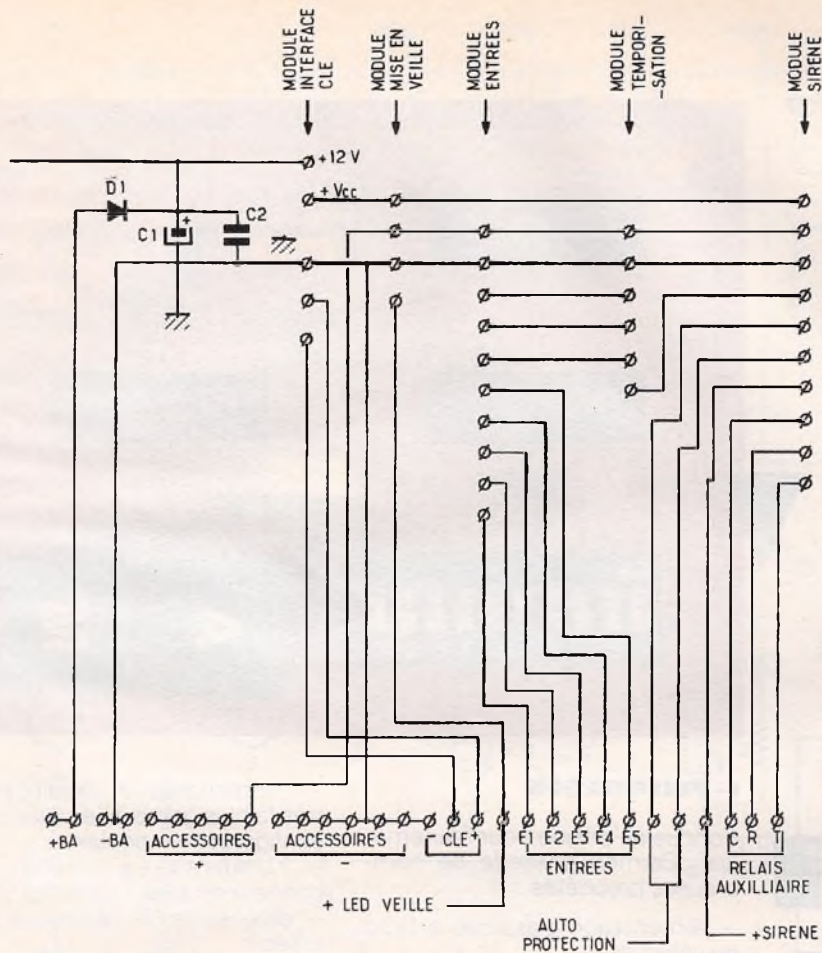 MODULE
INTERFACE
CLE
MODULE
MISE EN
VEILLE
MODULE
ENTREES
MODULE
TEMPORI-
-SATION
MODULE
SIRENE
+12 V
+ Vcc
D1
C1
+
C2
+BA
-BA
ACCESSOIRES
+
ACCESSOIRES
-
- CLE +
E1 E2 E3 E4 E5
ENTREES
C R T
RELAIS
AUXILLIAIRE
+ LED VEILLE
AUTO
PROTECTION
+SIRENE